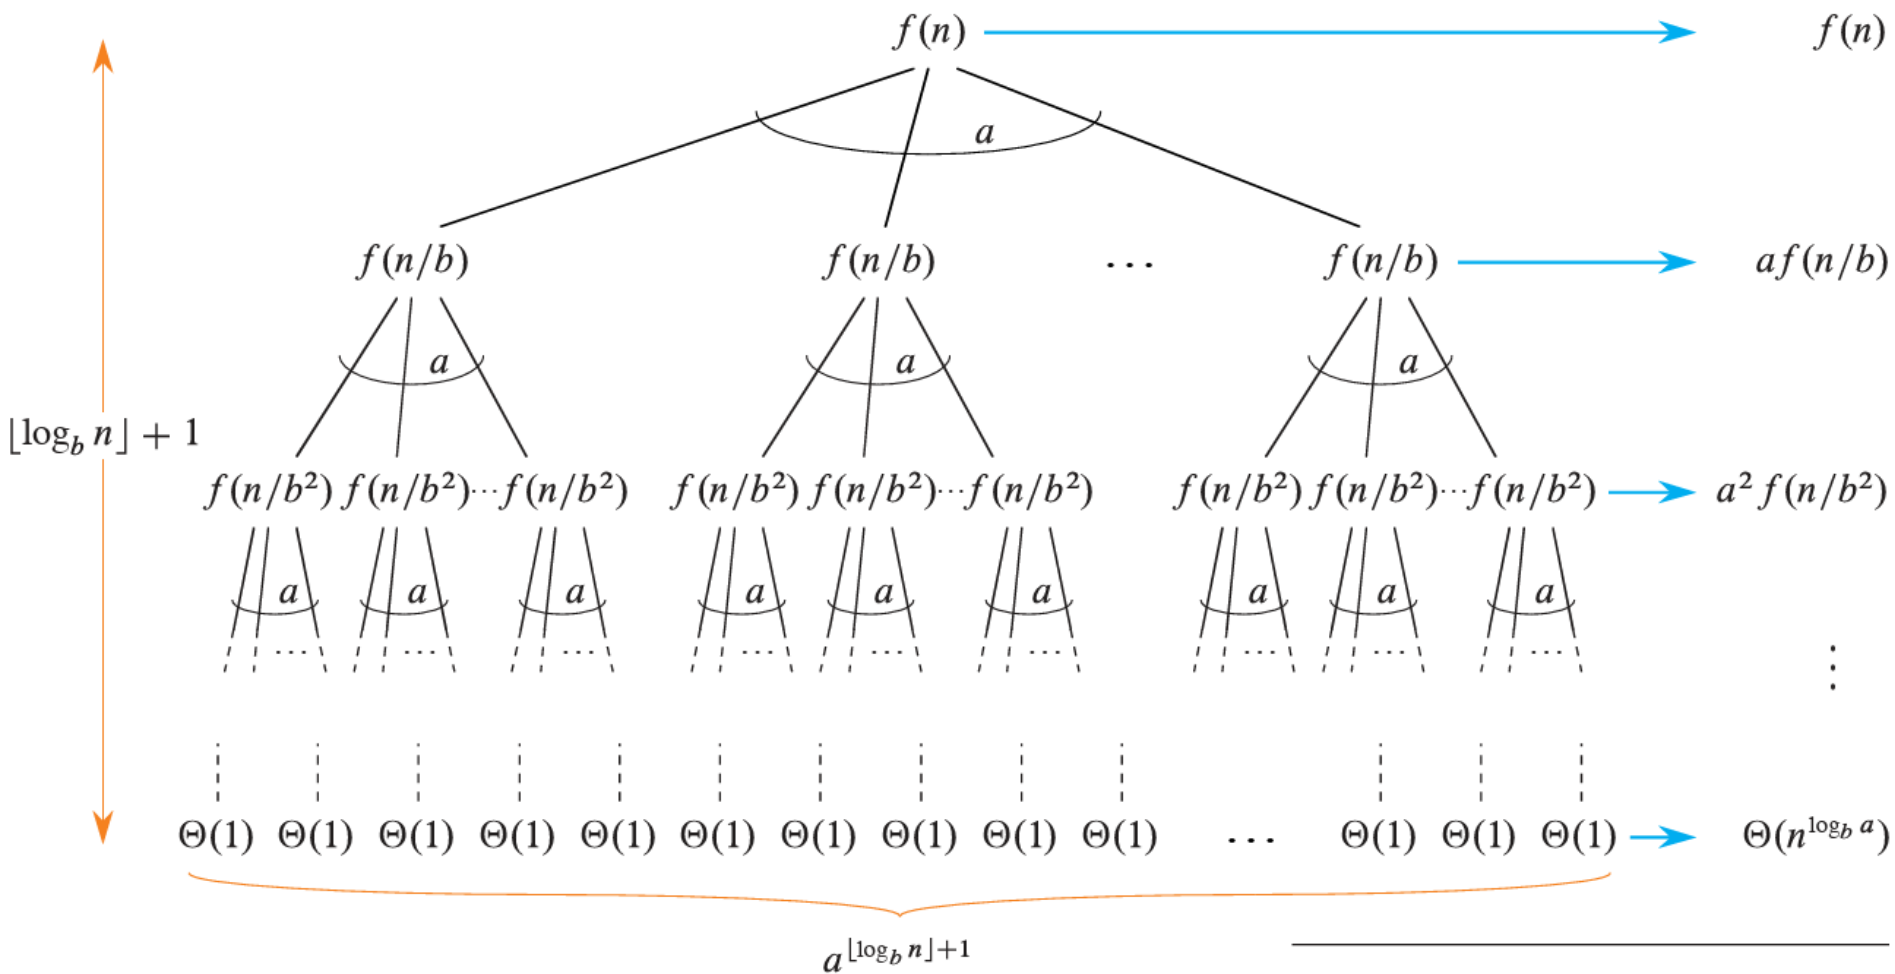 f(n) f(n)
a
f(n/b) f(n/b) ... f(n/b) af(n/b)
a a a
⌊log_b n⌋ + 1
f(n/b²) f(n/b²)...f(n/b²) f(n/b²) f(n/b²)...f(n/b²) f(n/b²) f(n/b²)...f(n/b²) a² f(n/b²)
a a a a a a a a a
... ... ... ... ... ... ... ... ... ⋮
Θ(1) Θ(1) Θ(1) Θ(1) Θ(1) Θ(1) Θ(1) Θ(1) Θ(1) Θ(1) ... Θ(1) Θ(1) Θ(1) Θ(n^{log_b a})
a^{⌊log_b n⌋+1}